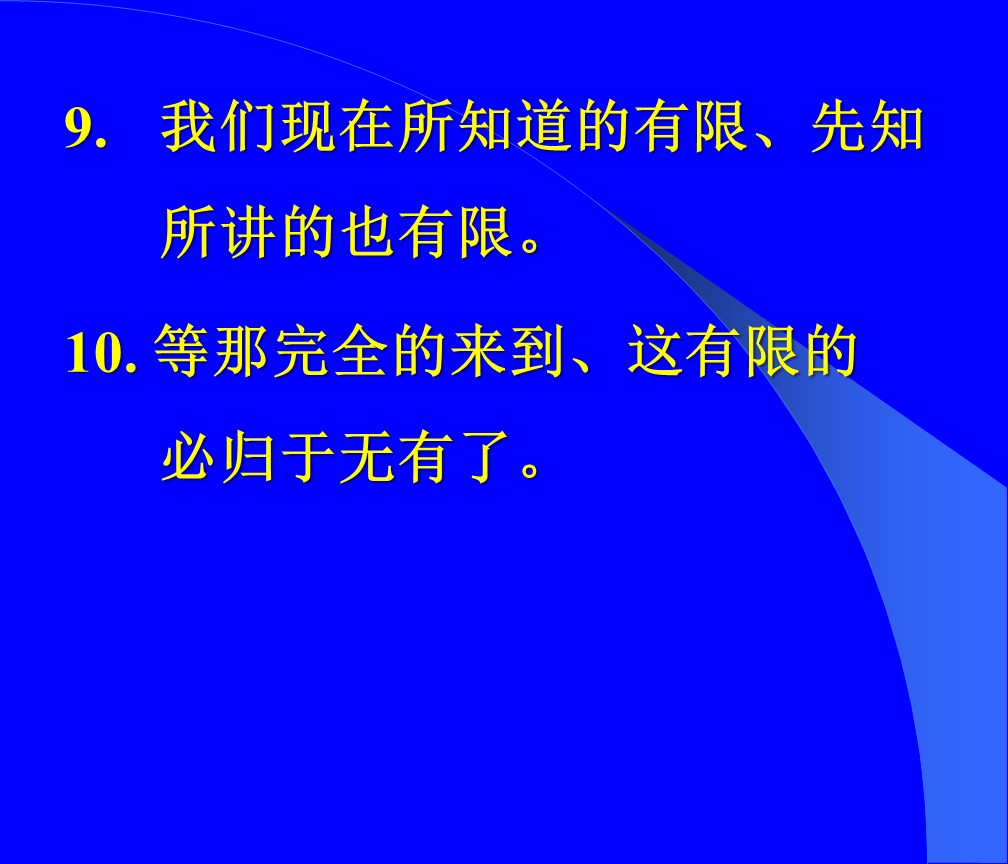 9. 我们现在所知道的有限、先知
所讲的也有限。
10. 等那完全的来到、这有限的
必归于无有了。